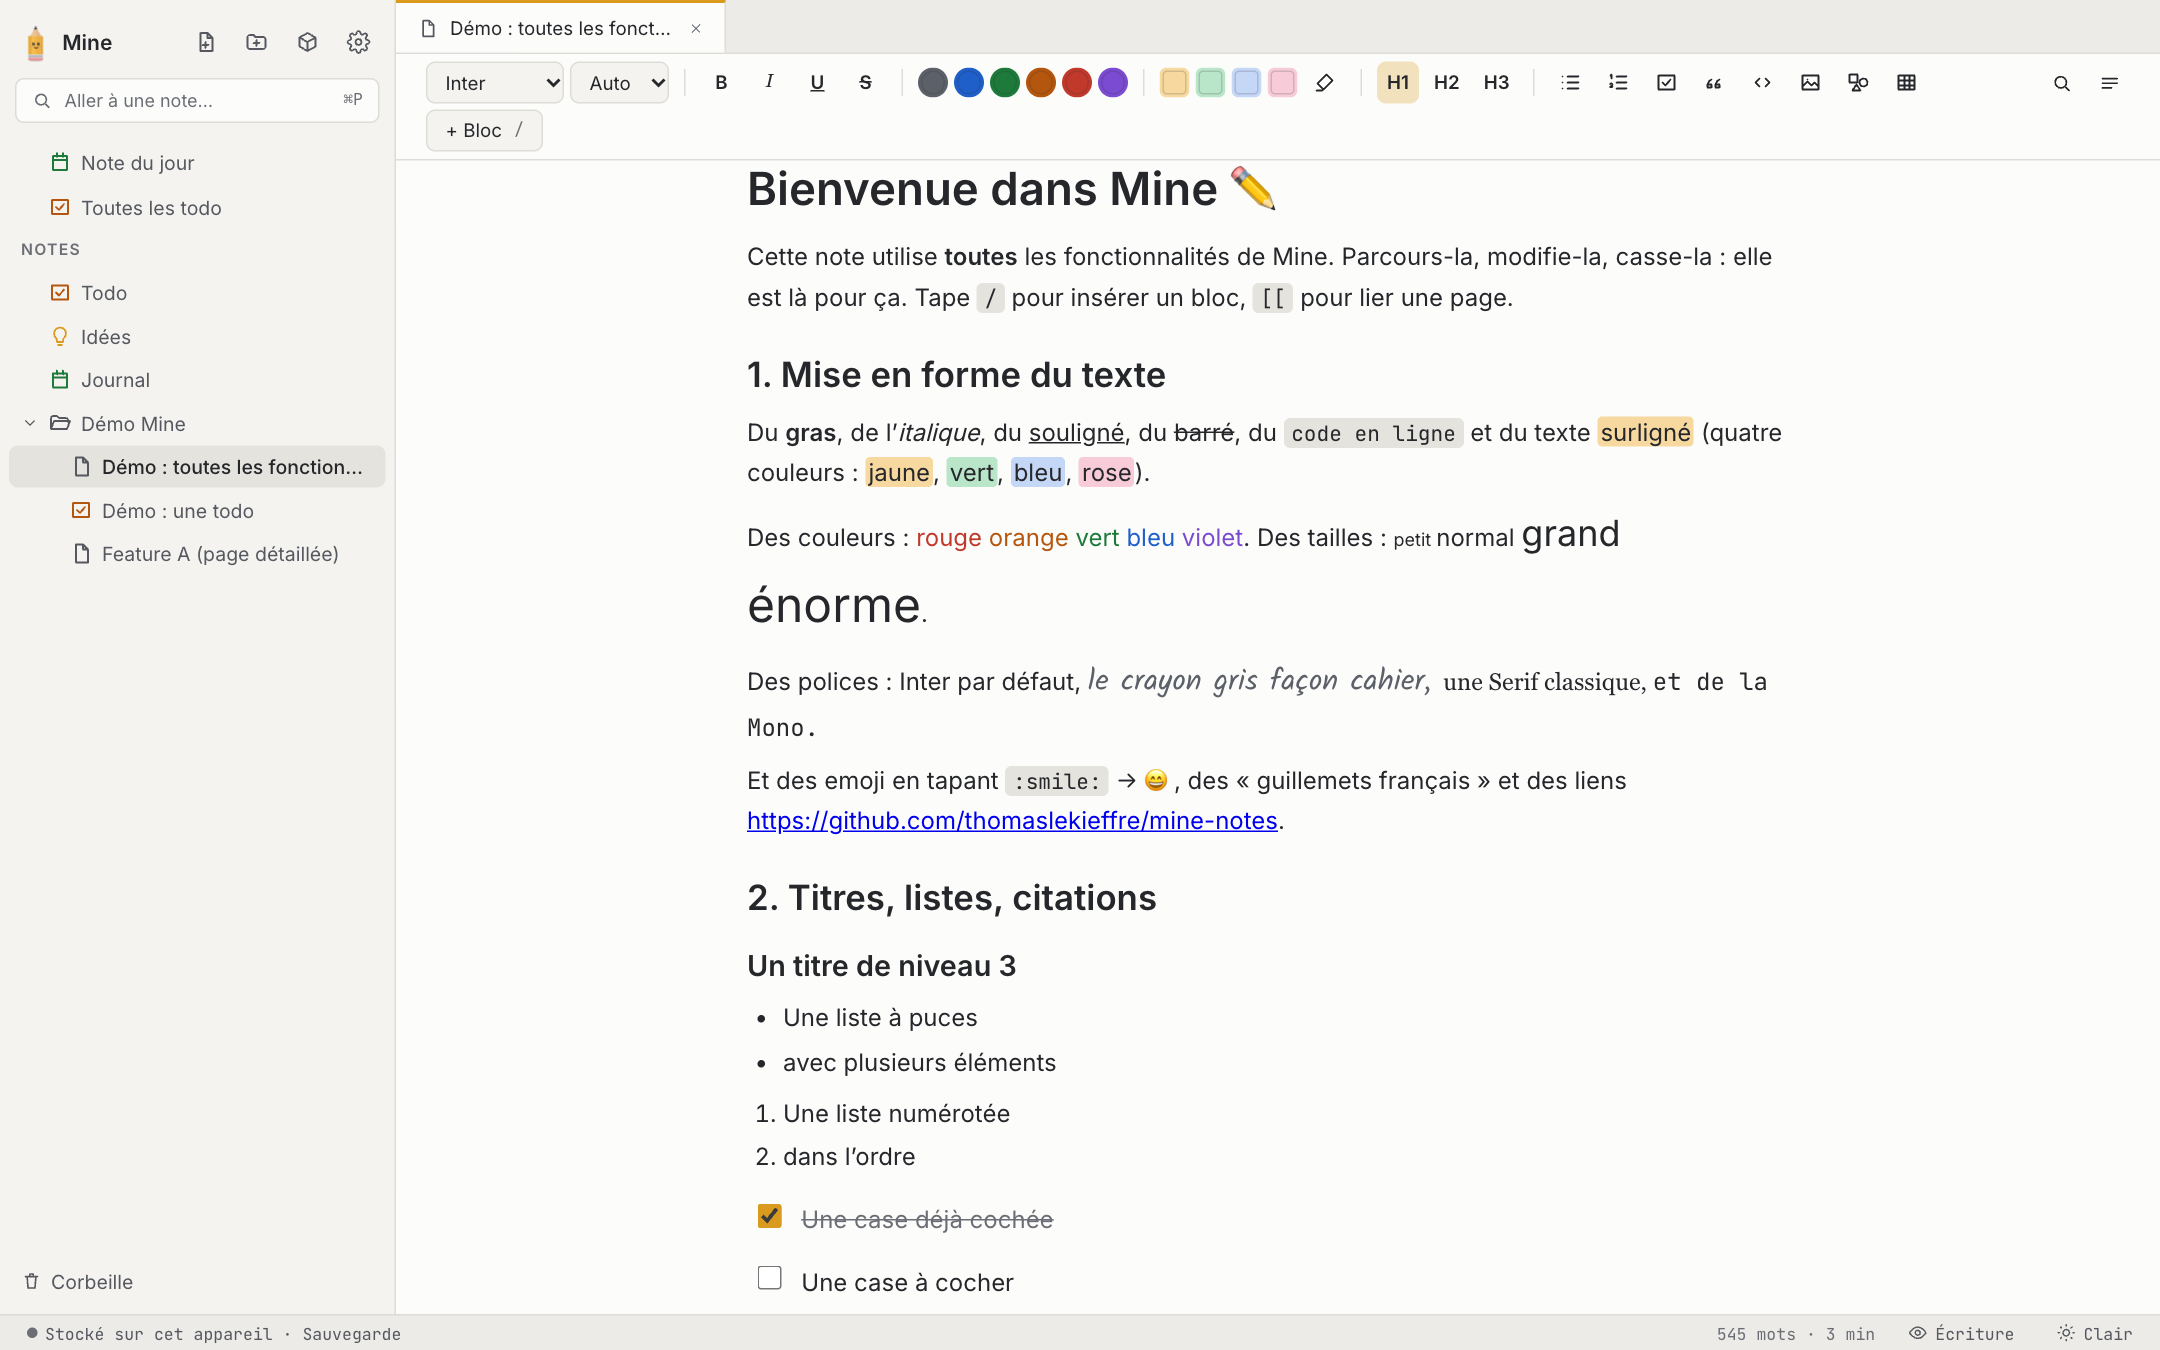 Mine
Aller à une note... ⌘P
Note du jour
Toutes les todo
NOTES
Todo
Idées
Journal
Démo Mine
Démo : toutes les fonction...
Démo : une todo
Feature A (page détaillée)
Corbeille
Démo : toutes les fonct... ×
Inter Auto B I U S H1 H2 H3
+ Bloc /
Bienvenue dans Mine ✏️
Cette note utilise toutes les fonctionnalités de Mine. Parcours-la, modifie-la, casse-la : elle
est là pour ça. Tape / pour insérer un bloc, [[ pour lier une page.
1. Mise en forme du texte
Du gras, de l’italique, du souligné, du barré, du code en ligne et du texte surligné (quatre
couleurs : jaune, vert, bleu, rose).
Des couleurs : rouge orange vert bleu violet. Des tailles : petit normal grand
énorme.
Des polices : Inter par défaut, le crayon gris façon cahier, une Serif classique, et de la
Mono.
Et des emoji en tapant :smile: → 😄 , des « guillemets français » et des liens
https://github.com/thomaslekieffre/mine-notes.
2. Titres, listes, citations
Un titre de niveau 3
• Une liste à puces
• avec plusieurs éléments
1. Une liste numérotée
2. dans l’ordre
Une case déjà cochée
Une case à cocher
Stocké sur cet appareil · Sauvegarde
545 mots · 3 min Écriture Clair